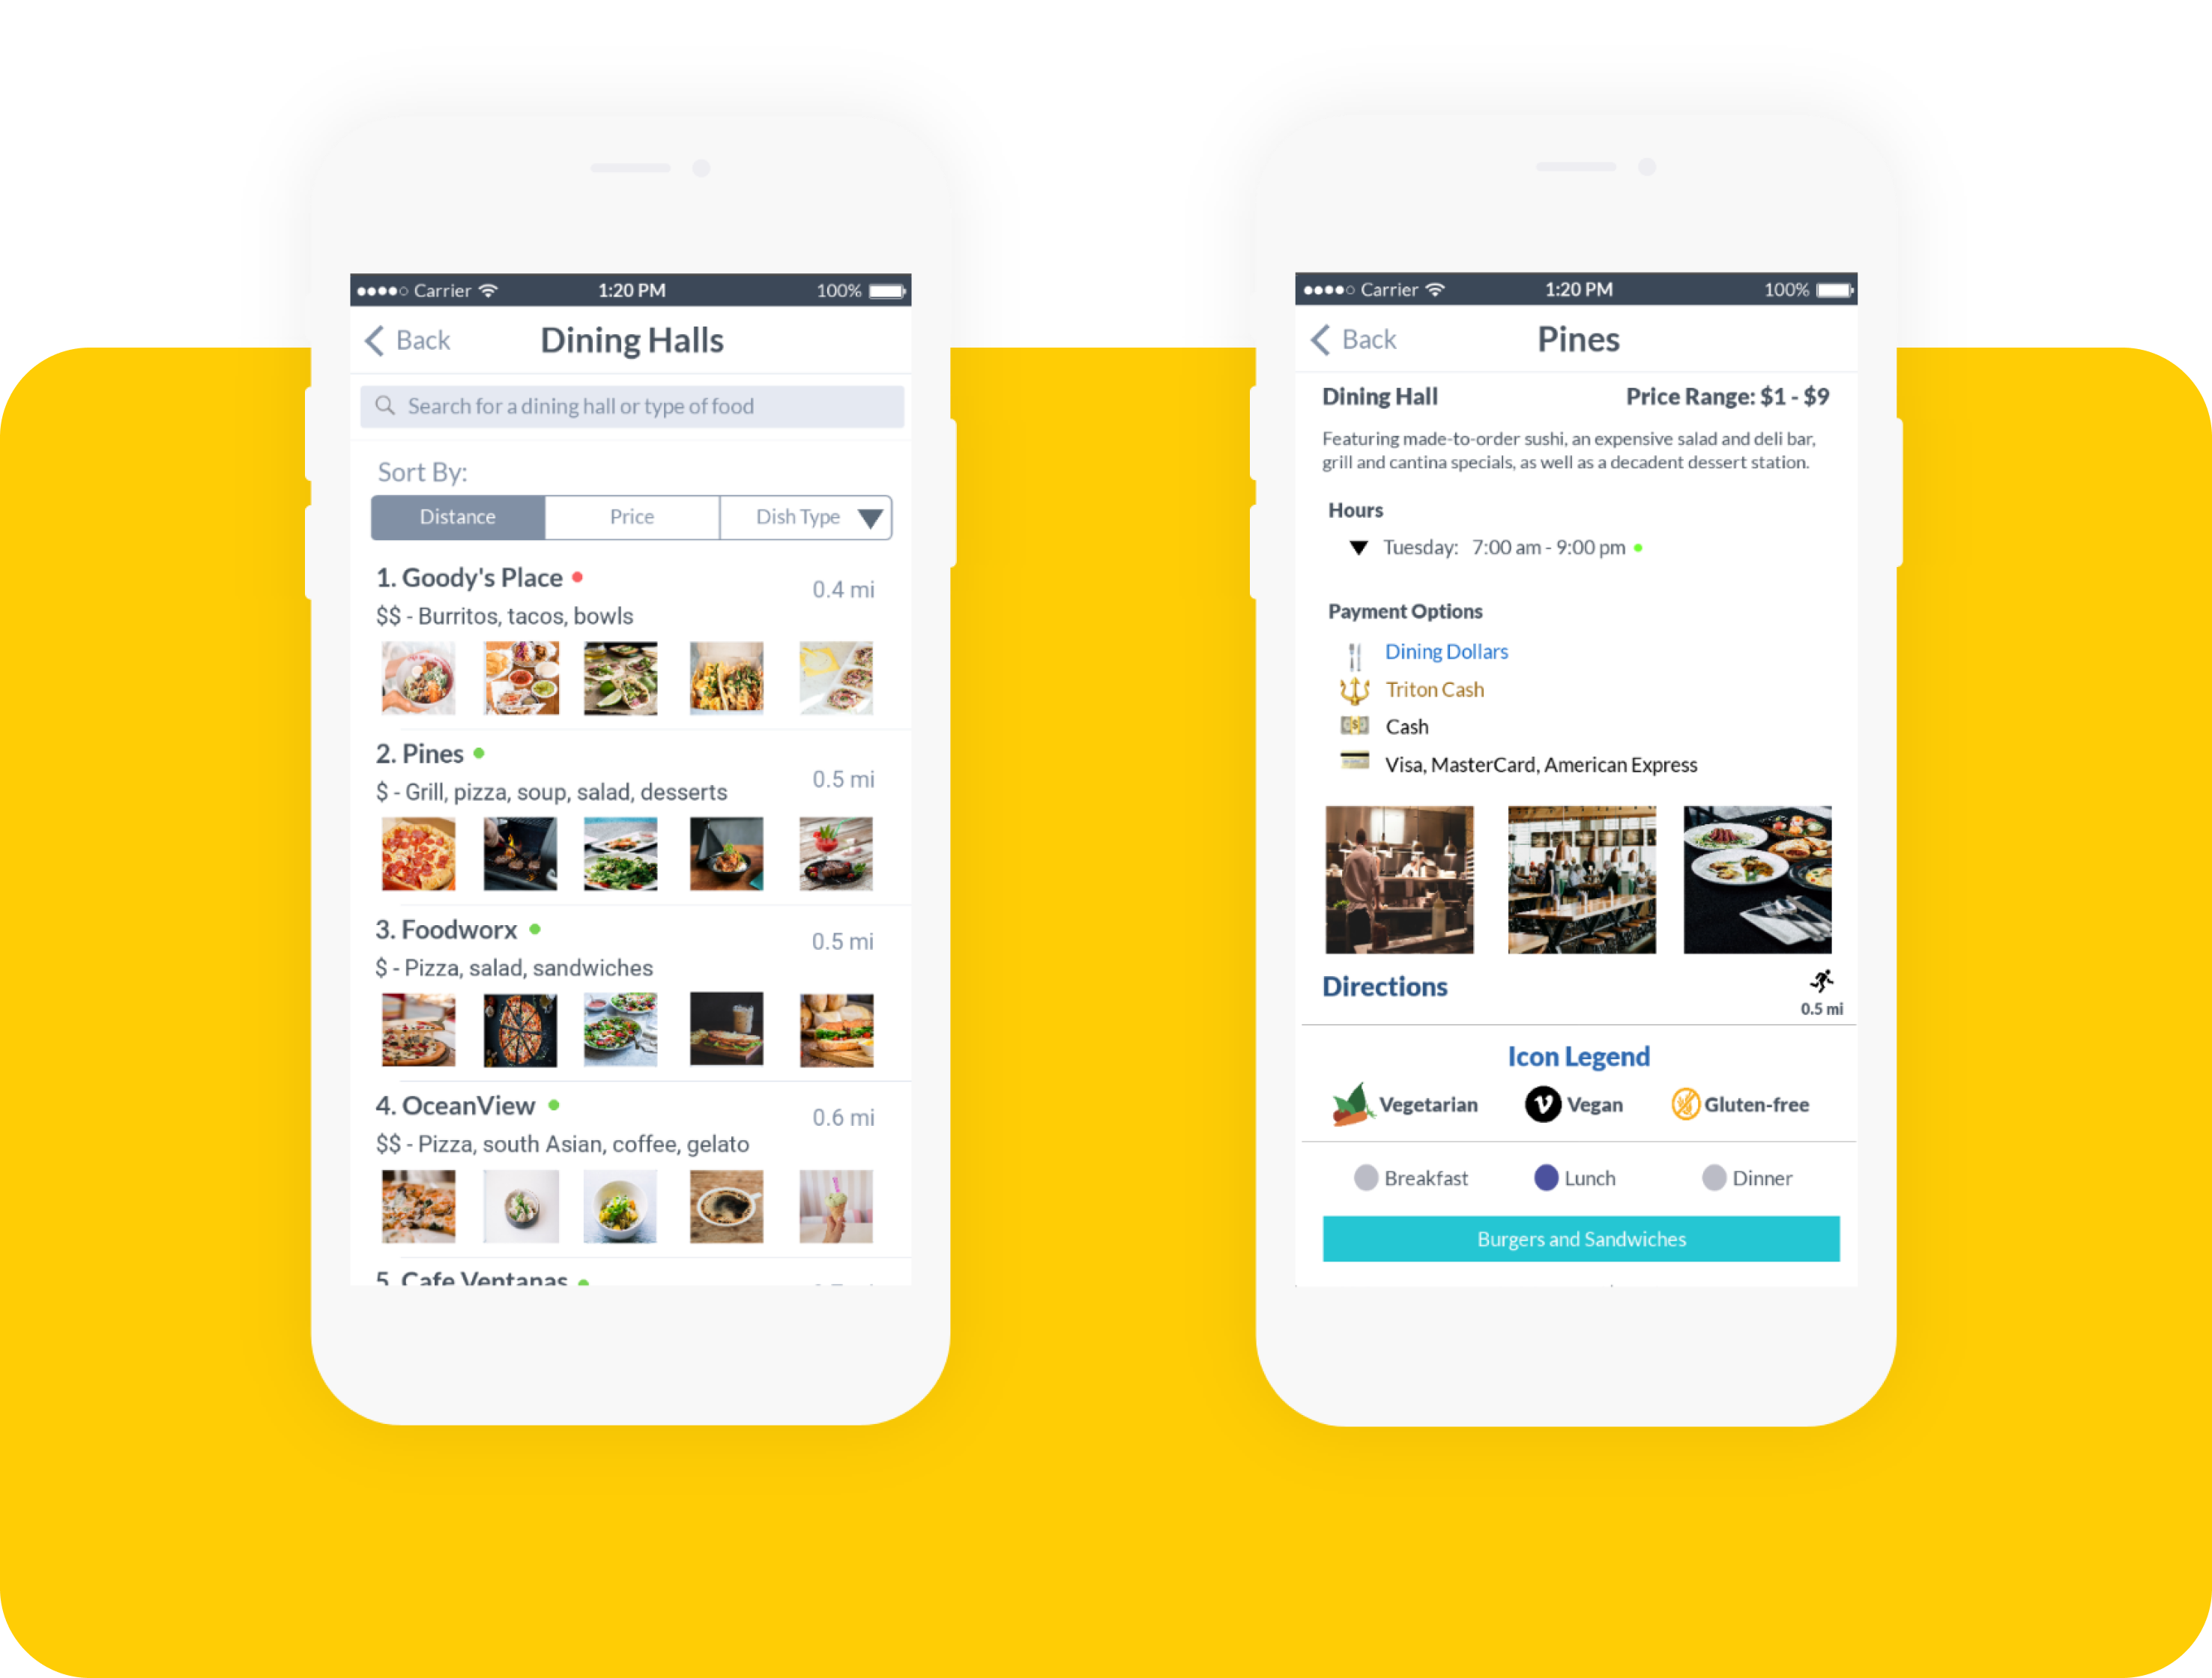 Carrier 1:20 PM 100%
Back Dining Halls
Search for a dining hall or type of food
Sort By:
Distance Price Dish Type
1. Goody's Place
0.4 mi
$$ - Burritos, tacos, bowls
2. Pines
0.5 mi
$ - Grill, pizza, soup, salad, desserts
3. Foodworx
0.5 mi
$ - Pizza, salad, sandwiches
4. OceanView
0.6 mi
$$ - Pizza, south Asian, coffee, gelato
5. Cafe Ventanas
Carrier 1:20 PM 100%
Back Pines
Dining Hall Price Range: $1 - $9
Featuring made-to-order sushi, an expensive salad and deli bar,
grill and cantina specials, as well as a decadent dessert station.
Hours
Tuesday: 7:00 am - 9:00 pm
Payment Options
Dining Dollars
Triton Cash
Cash
Visa, MasterCard, American Express
Directions
0.5 mi
Icon Legend
Vegetarian Vegan Gluten-free
Breakfast Lunch Dinner
Burgers and Sandwiches